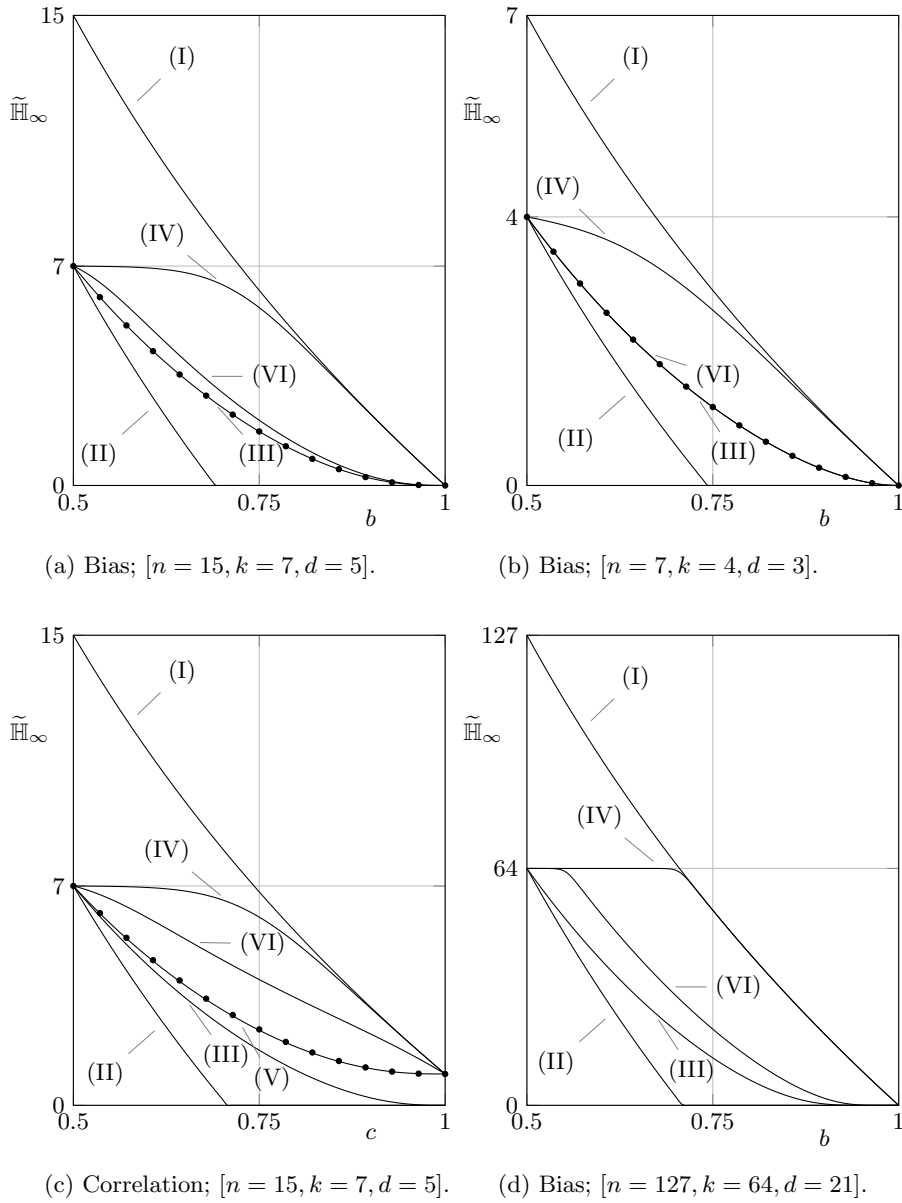 15
(I)
H̃∞
(IV)
7
(VI)
(III)
(II)
0
0.5
0.75
1
b
(a) Bias; [n = 15, k = 7, d = 5].
7
(I)
H̃∞
(IV)
4
(VI)
(III)
(II)
0
0.5
0.75
1
b
(b) Bias; [n = 7, k = 4, d = 3].
15
(I)
H̃∞
(IV)
7
(VI)
(III)
(V)
(II)
0
0.5
0.75
1
c
(c) Correlation; [n = 15, k = 7, d = 5].
127
(I)
H̃∞
(IV)
64
(VI)
(III)
(II)
0
0.5
0.75
1
b
(d) Bias; [n = 127, k = 64, d = 21].